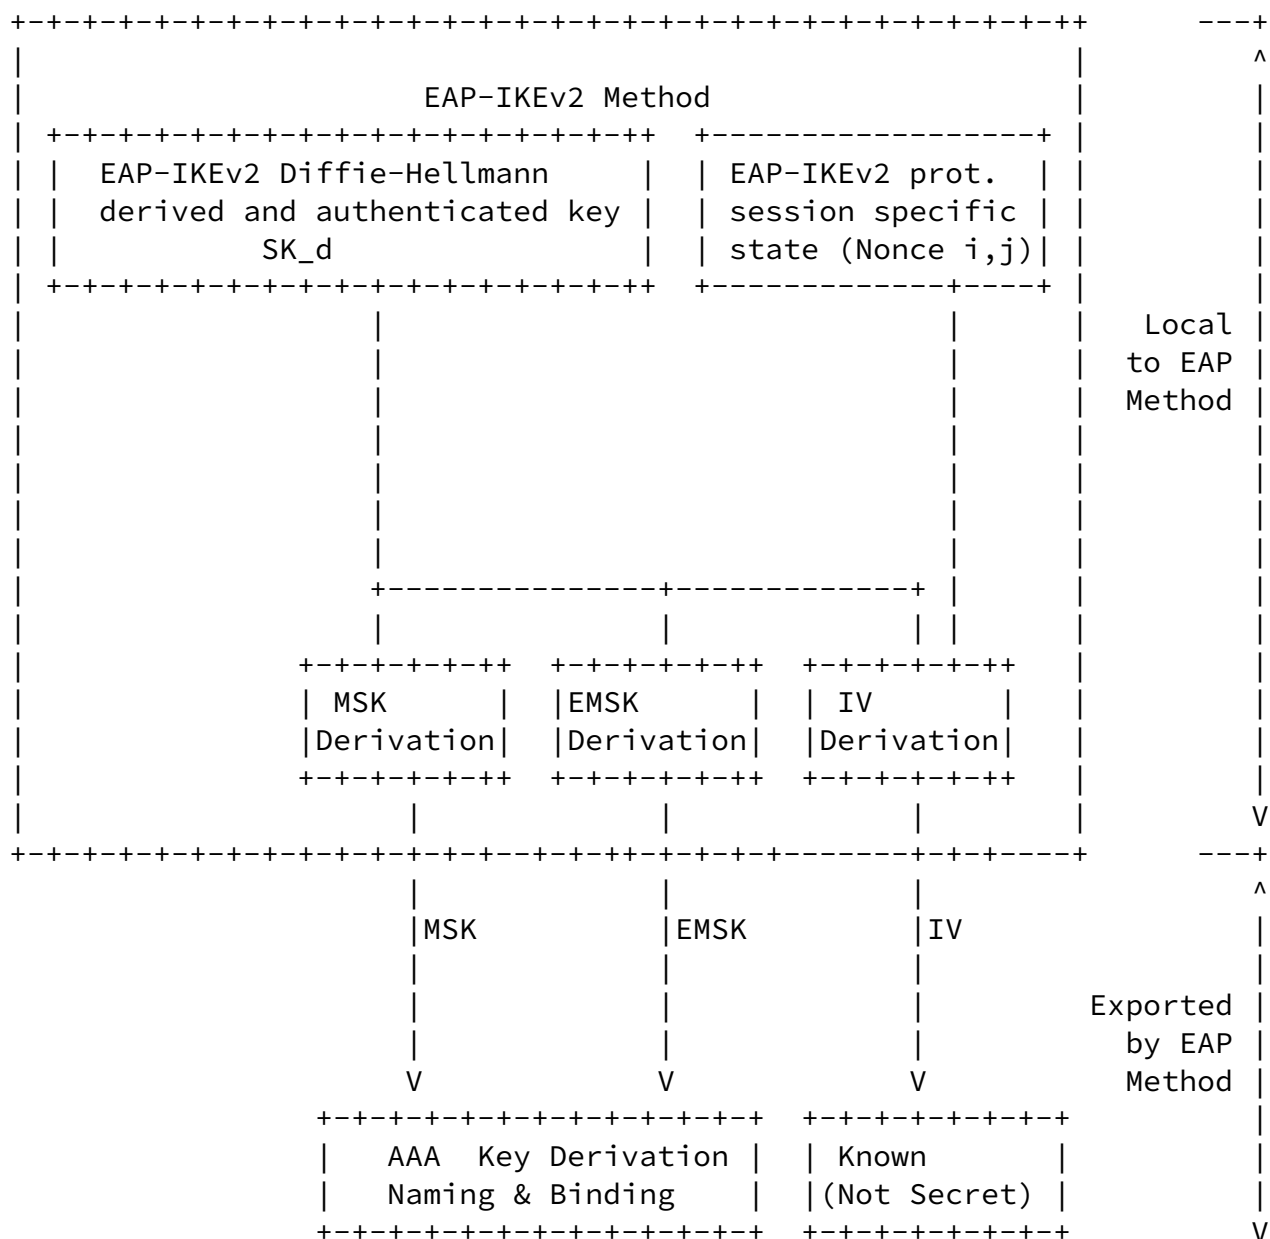 +-+-+-+-+-+-+-+-+-+-+-+-+-+-+-+-+-+-+-+-+-+-+-+-+-+-+-+-+-++      ---+
|                                                          |         ^
|                      EAP-IKEv2 Method                    |         |
| +-+-+-+-+-+-+-+-+-+-+-+-+-+-+-+-++  +------------------+ |         |
| |  EAP-IKEv2 Diffie-Hellmann     |  | EAP-IKEv2 prot.  | |         |
| |  derived and authenticated key |  | session specific | |         |
| |           SK_d                 |  | state (Nonce i,j)| |         |
| +-+-+-+-+-+-+-+-+-+-+-+-+-+-+-+-++  +-------------+----+ |         |
|                   |                               |      |   Local |
|                   |                               |      |  to EAP |
|                   |                               |      |  Method |
|                   |                               |      |         |
|                   |                               |      |         |
|                   |                               |      |         |
|                   |                               |      |         |
|                   +---------------+-------------+ |      |         |
|                   |               |             | |      |         |
|               +-+-+-+-+-++  +-+-+-+-+-++  +-+-+-+-+-++   |         |
|               | MSK      |  |EMSK      |  | IV       |   |         |
|               |Derivation|  |Derivation|  |Derivation|   |         |
|               +-+-+-+-+-++  +-+-+-+-+-++  +-+-+-+-+-++   |         |
|                     |             |             |        |         V
+-+-+-+-+-+-+-+-+-+-+-+-+-+--+-+-++-+-+-+-+-------+-+-+----+      ---+
                      |             |             |                  ^
                      |MSK          |EMSK         |IV                |
                      |             |             |                  |
                      |             |             |         Exported |
                      |             |             |           by EAP |
                      V             V             V           Method |
                 +-+-+-+-+-+-+-+-+-+-+-+-+  +-+-+-+-+-+-+-+          |
                 |   AAA  Key Derivation |  | Known       |          |
                 |   Naming & Binding    |  |(Not Secret) |          |
                 +-+-+-+-+-+-+-+-+-+-+-+-+  +-+-+-+-+-+-+-+          V